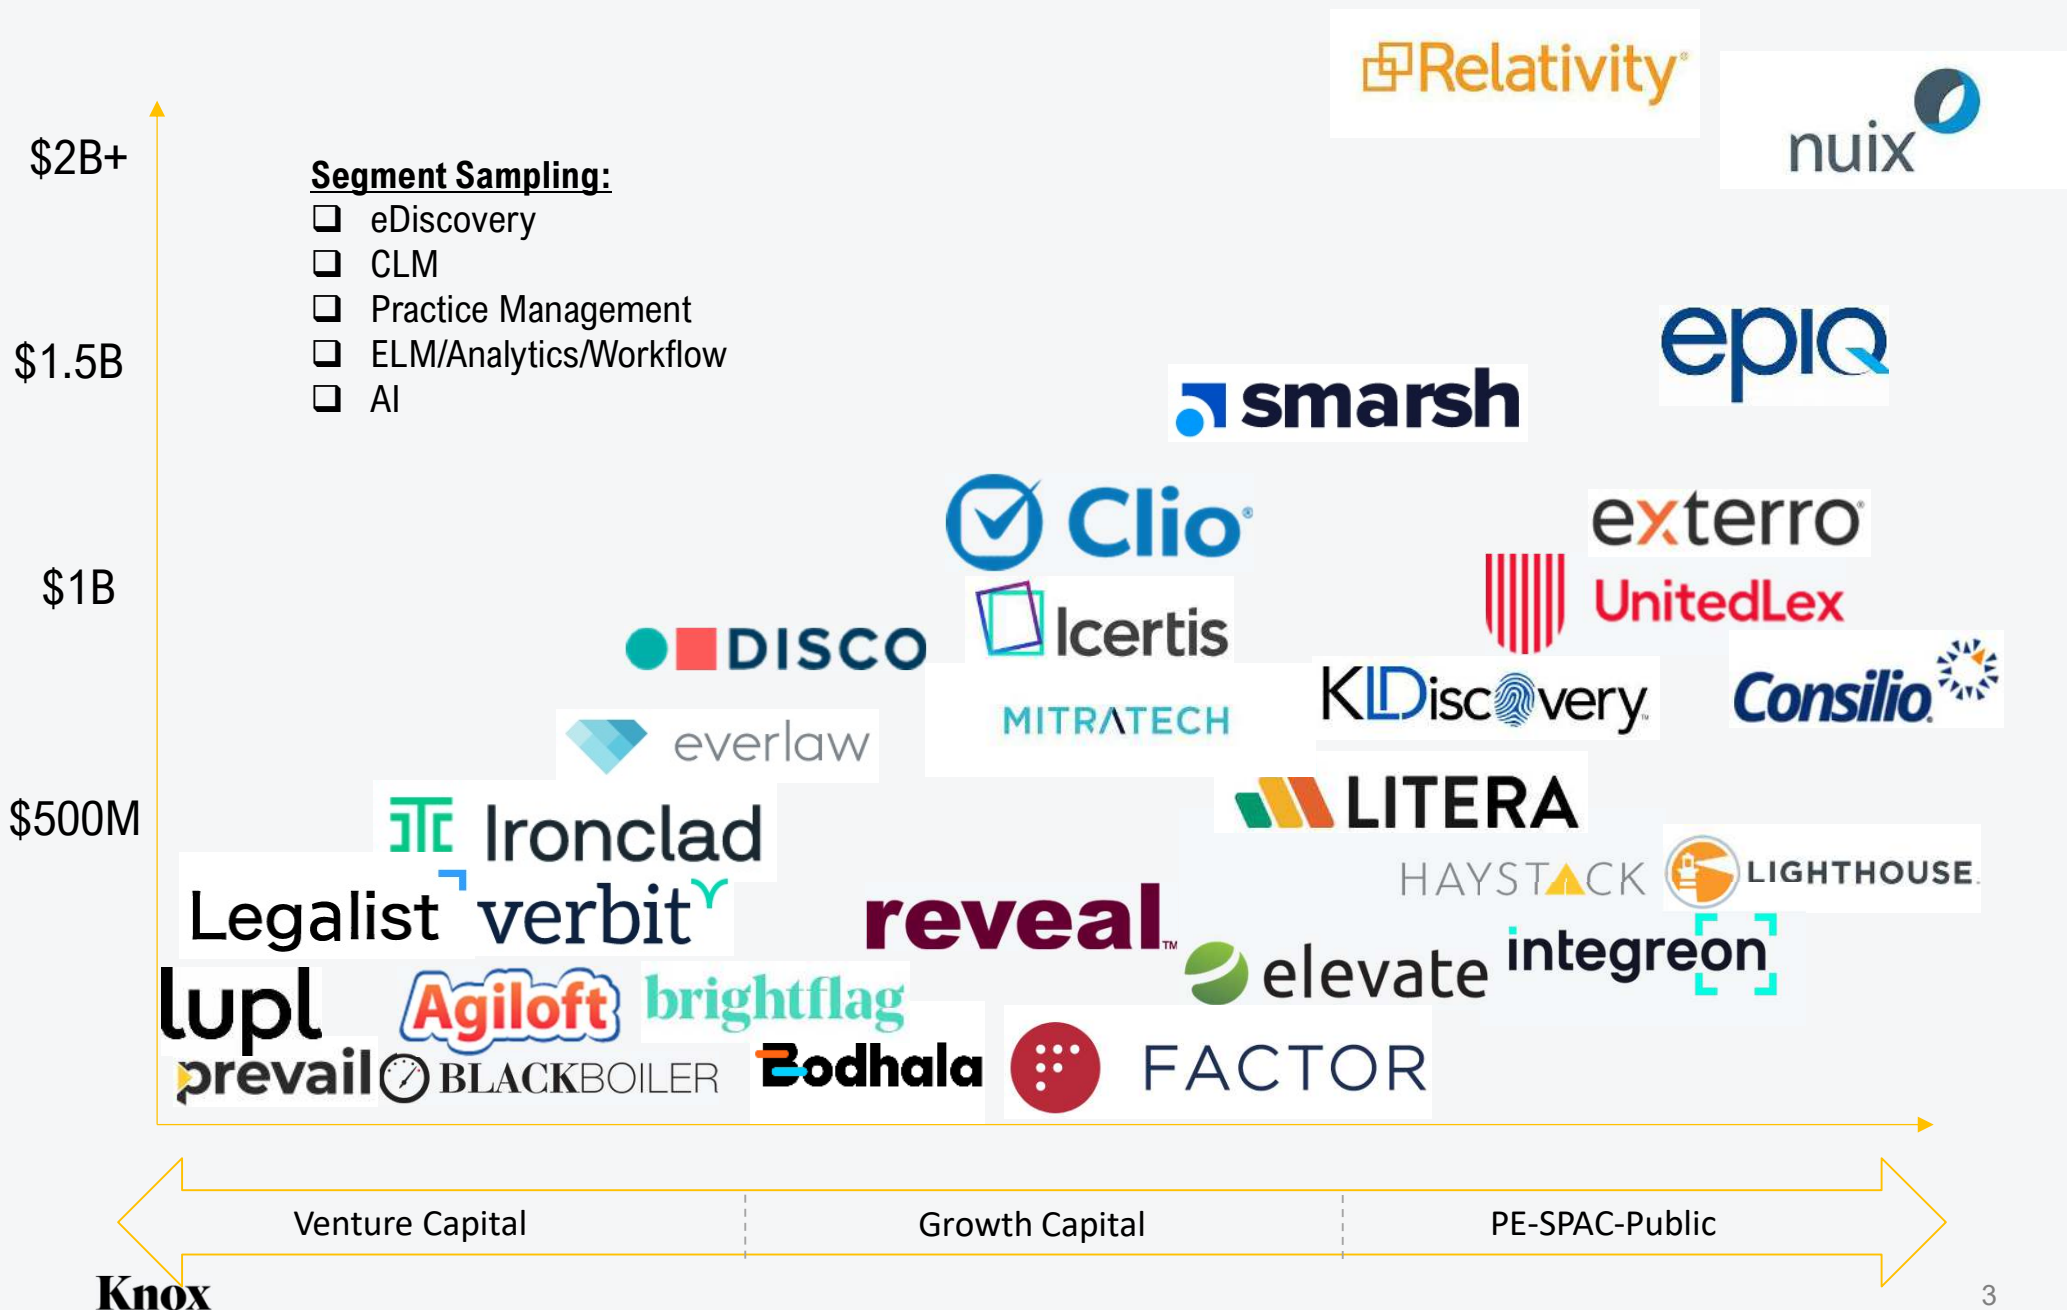 Relativity®
nuix
$2B+
Segment Sampling:
❑ eDiscovery
❑ CLM
❑ Practice Management
❑ ELM/Analytics/Workflow
❑ AI
$1.5B
epiq
smarsh
Clio®
exterro®
$1B
UnitedLex
Icertis
DISCO
KLDiscovery™
Consilio
MITRATECH
everlaw
$500M
LITERA
Ironclad
HAYSTACK
LIGHTHOUSE
Legalist
verbit
reveal™
integreon
elevate
lupl
Agiloft
brightflag
prevail
BLACKBOILER
Bodhala
FACTOR
Venture Capital
Growth Capital
PE-SPAC-Public
Knox
3